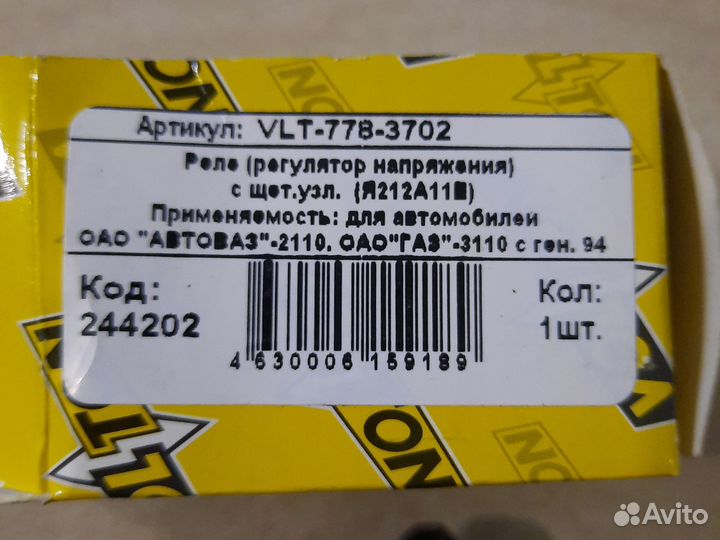 Артикул: VLT-778-3702
Реле (регулятор напряжения)
с щет.узл. (Я212А11Е)
Применяемость: для автомобилей
ОАО "АВТОВАЗ"-2110, ОАО"ГАЗ"-3110 с ген. 94
Код:
244202
Кол:
1шт.
4 630006 159189
Avito